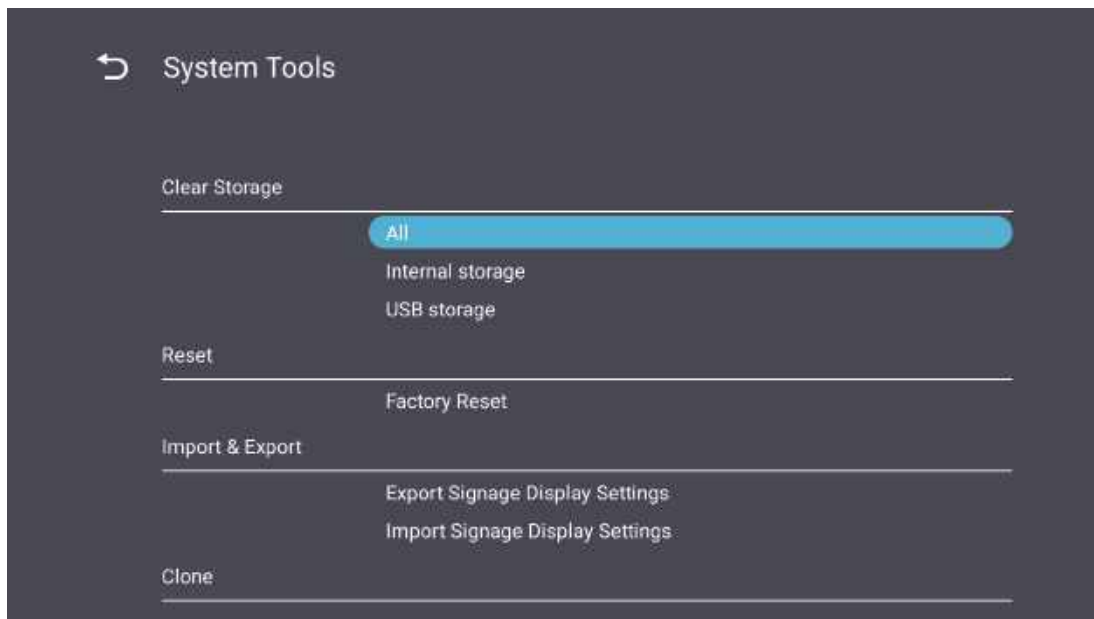 System Tools
Clear Storage
All
Internal storage
USB storage
Reset
Factory Reset
Import & Export
Export Signage Display Settings
Import Signage Display Settings
Clone